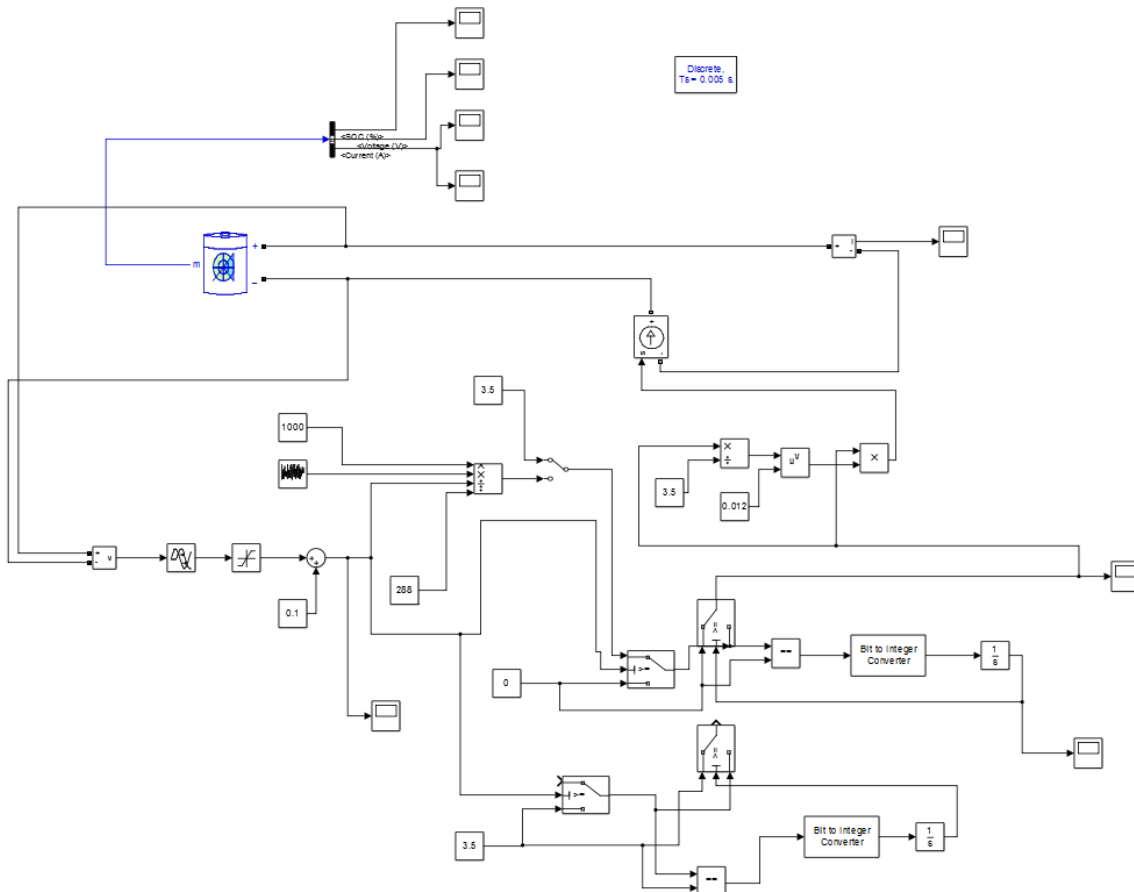 Discrete,
Ts = 0.005 s
<SOC (%)>
<Voltage (V)>
<Current (A)>
m
+
−
+
i
-
+
s
-
3.5
1000
×
×
÷
÷
×
÷
u^v
×
3.5
0.012
+
-
v
+
+
0.1
288
>=
>=
0
--
Bit to Integer
Converter
1
s
>=
>=
3.5
--
Bit to Integer
Converter
1
s